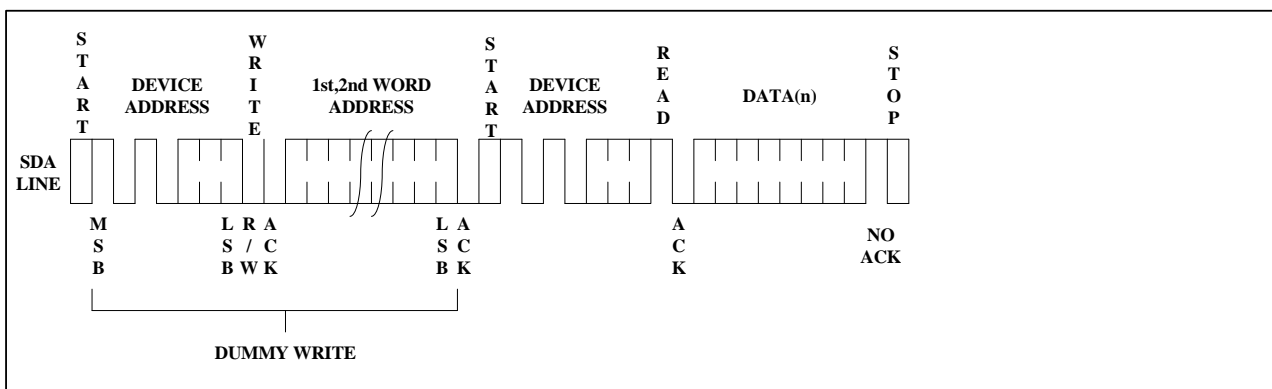 START
DEVICE
ADDRESS
WRITE
1st,2nd WORD
ADDRESS
START
DEVICE
ADDRESS
READ
DATA(n)
STOP
SDA
LINE
MSB
LSB
R/W
ACK
LSB
ACK
ACK
NO
ACK
DUMMY WRITE